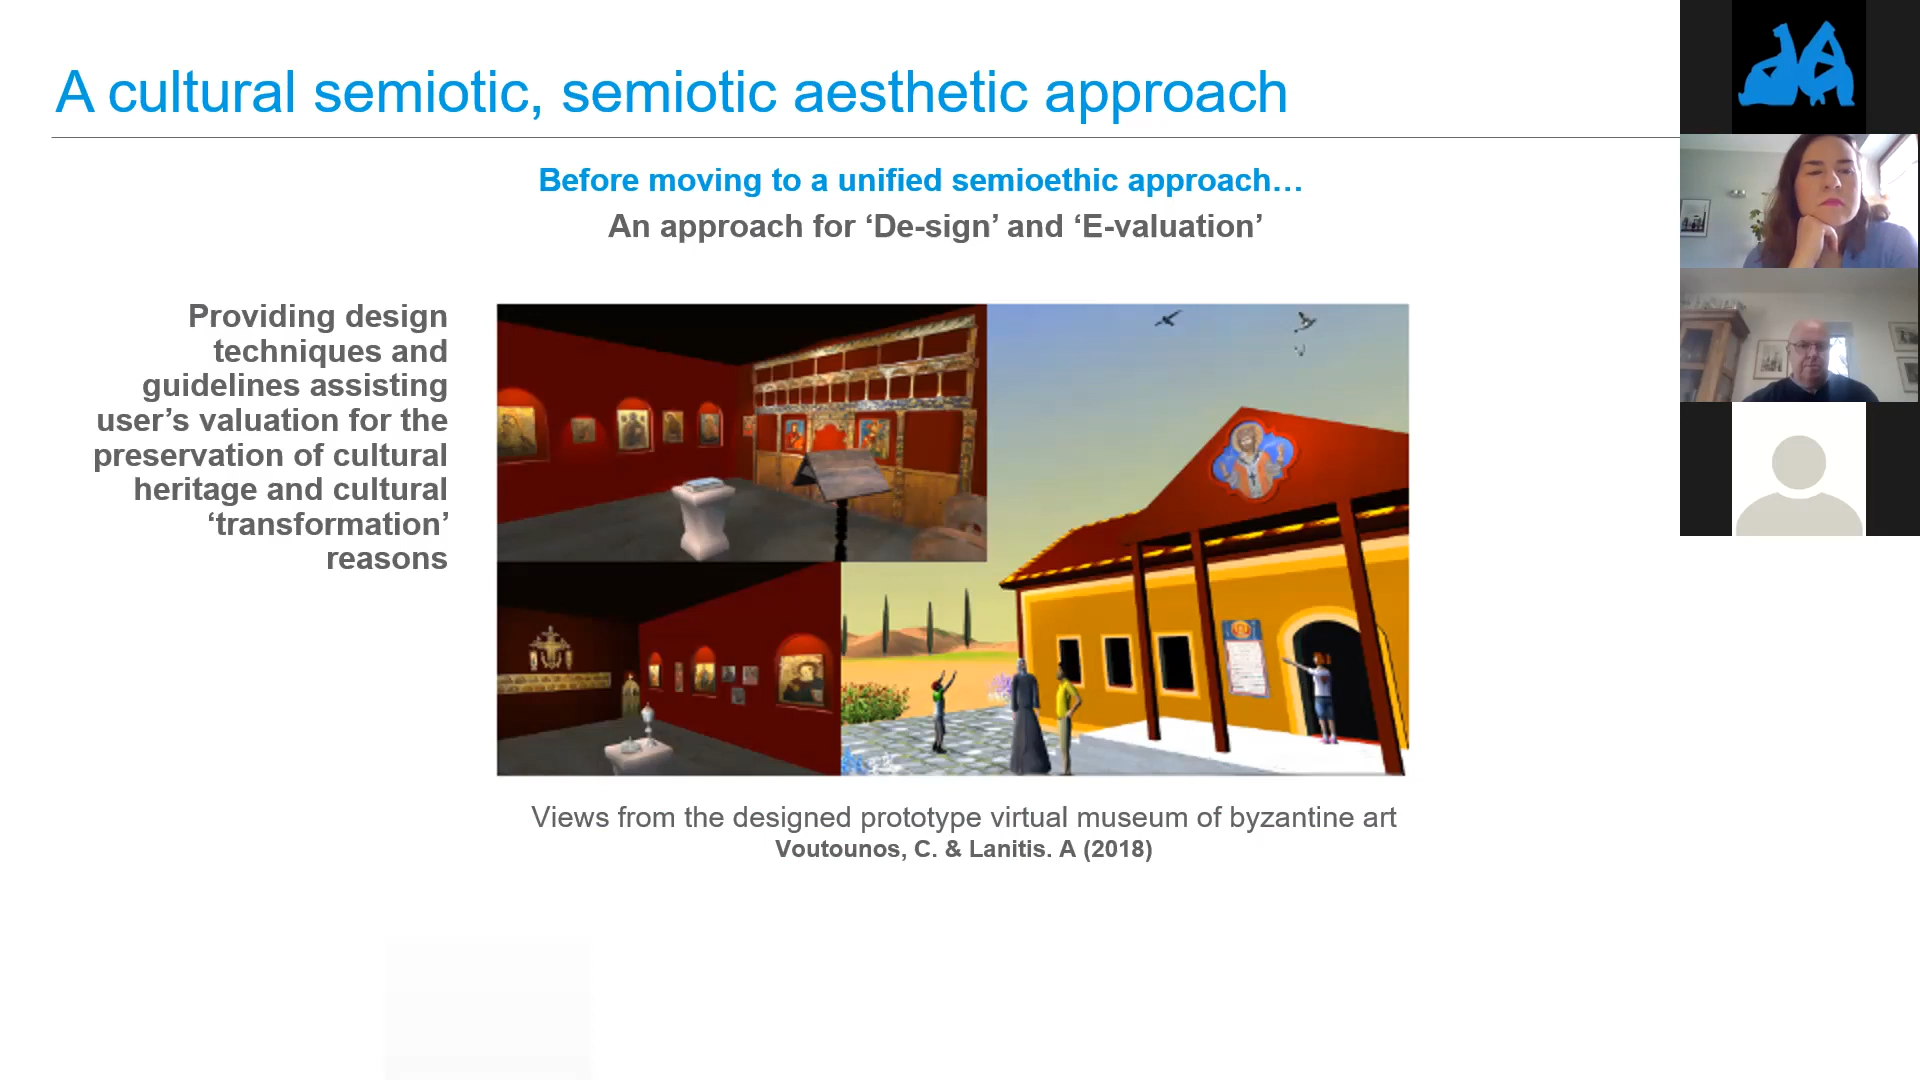 A cultural semiotic, semiotic aesthetic approach
Before moving to a unified semioethic approach…
An approach for ‘De-sign’ and ‘E-valuation’
Providing design
techniques and
guidelines assisting
user’s valuation for the
preservation of cultural
heritage and cultural
‘transformation’
reasons
Views from the designed prototype virtual museum of byzantine art
Voutounos, C. & Lanitis. A (2018)